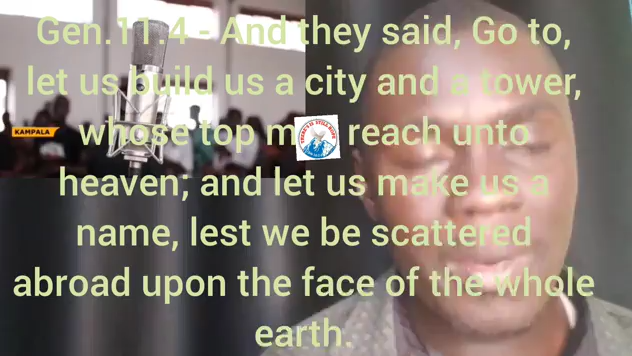 Gen.11.4 - And they said, Go to,
let us build us a city and a tower,
whose top may reach unto
heaven; and let us make us a
name, lest we be scattered
abroad upon the face of the whole
earth.
KAMPALA